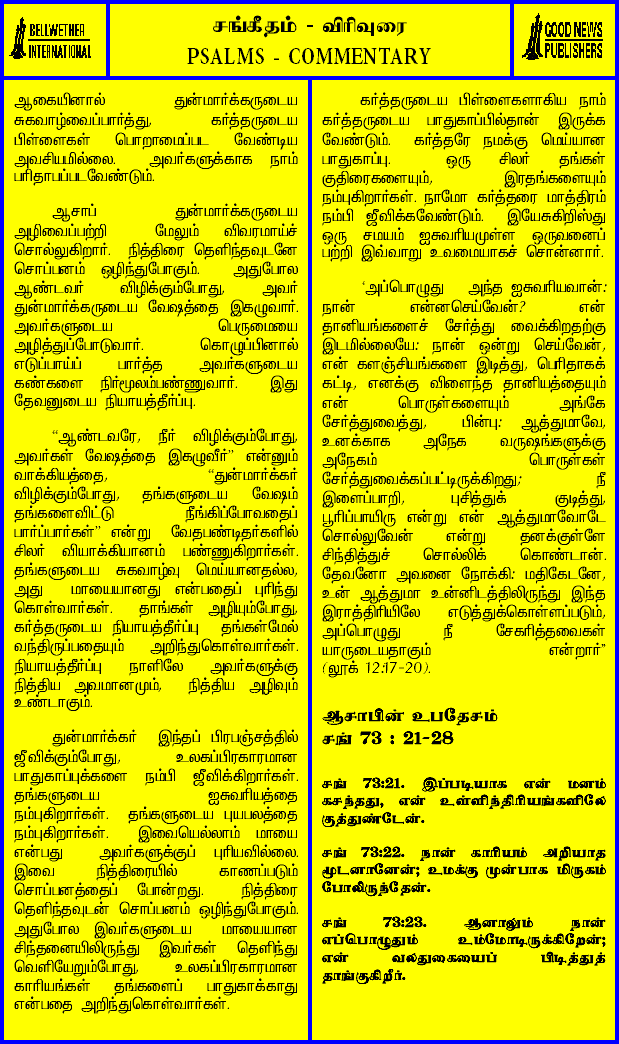 BELLWETHER
INTERNATIONAL
சங்கீதம் - விரிவுரை
PSALMS - COMMENTARY
GOOD NEWS
PUBLISHERS
ஆகையினால் துன்மார்க்கருடைய
சுகவாழ்வைப்பார்த்து, கர்த்தருடைய
பிள்ளைகள் பொறாமைப்பட வேண்டிய
அவசியமில்லை. அவர்களுக்காக நாம்
பரிதாபப்படவேண்டும்.
ஆசாப் துன்மார்க்கருடைய
அழிவைப்பற்றி மேலும் விவரமாய்ச்
சொல்லுகிறார். நித்திரை தெளிந்தவுடனே
சொப்பனம் ஒழிந்துபோகும். அதுபோல
ஆண்டவர் விழிக்கும்போது, அவர்
துன்மார்க்கருடைய வேஷத்தை இகழுவார்.
அவர்களுடைய பெருமையை
அழித்துப்போடுவார். கொழுப்பினால்
எடுப்பாய்ப் பார்த்த அவர்களுடைய
கண்களை நிர்மூலம்பண்ணுவார். இது
தேவனுடைய நியாயத்தீர்ப்பு.
“ஆண்டவரே, நீர் விழிக்கும்போது,
அவர்கள் வேஷத்தை இகழுவீர்” என்னும்
வாக்கியத்தை, “துன்மார்க்கர்
விழிக்கும்போது, தங்களுடைய வேஷம்
தங்களைவிட்டு நீங்கிப்போவதைப்
பார்ப்பார்கள்” என்று வேதபண்டிதர்களில்
சிலர் வியாக்கியானம் பண்ணுகிறார்கள்.
தங்களுடைய சுகவாழ்வு மெய்யானதல்ல,
அது மாயையானது என்பதைப் புரிந்து
கொள்வார்கள். தாங்கள் அழியும்போது,
கர்த்தருடைய நியாயத்தீர்ப்பு தங்கள்மேல்
வந்திருப்பதையும் அறிந்துகொள்வார்கள்.
நியாயத்தீர்ப்பு நாளிலே அவர்களுக்கு
நித்திய அவமானமும், நித்திய அழிவும்
உண்டாகும்.
துன்மார்க்கர் இந்தப் பிரபஞ்சத்தில்
ஜீவிக்கும்போது, உலகப்பிரகாரமான
பாதுகாப்புக்களை நம்பி ஜீவிக்கிறார்கள்.
தங்களுடைய ஐசுவரியத்தை
நம்புகிறார்கள். தங்களுடைய புயபலத்தை
நம்புகிறார்கள். இவையெல்லாம் மாயை
என்பது அவர்களுக்குப் புரியவில்லை.
இவை நித்திரையில் காணப்படும்
சொப்பனத்தைப் போன்றது. நித்திரை
தெளிந்தவுடன் சொப்பனம் ஒழிந்துபோகும்.
அதுபோல இவர்களுடைய மாயையான
சிந்தனையிலிருந்து இவர்கள் தெளிந்து
வெளியேறும்போது, உலகப்பிரகாரமான
காரியங்கள் தங்களைப் பாதுகாக்காது
என்பதை அறிந்துகொள்வார்கள்.
கர்த்தருடைய பிள்ளைகளாகிய நாம்
கர்த்தருடைய பாதுகாப்பில்தான் இருக்க
வேண்டும். கர்த்தரே நமக்கு மெய்யான
பாதுகாப்பு. ஒரு சிலர் தங்கள்
குதிரைகளையும், இரதங்களையும்
நம்புகிறார்கள். நாமோ கர்த்தரை மாத்திரம்
நம்பி ஜீவிக்கவேண்டும். இயேசுகிறிஸ்து
ஒரு சமயம் ஐசுவரியமுள்ள ஒருவனைப்
பற்றி இவ்வாறு உவமையாகச் சொன்னார்.
‘அப்பொழுது அந்த ஐசுவரியவான்:
நான் என்னசெய்வேன்? என்
தானியங்களைச் சேர்த்து வைக்கிறதற்கு
இடமில்லையே: நான் ஒன்று செய்வேன்,
என் களஞ்சியங்களை இடித்து, பெரிதாகக்
கட்டி, எனக்கு விளைந்த தானியத்தையும்
என் பொருள்களையும் அங்கே
சேர்த்துவைத்து, பின்பு: ஆத்துமாவே,
உனக்காக அநேக வருஷங்களுக்கு
அநேகம் பொருள்கள்
சேர்த்துவைக்கப்பட்டிருக்கிறது; நீ
இளைப்பாறி, புசித்துக் குடித்து,
பூரிப்பாயிரு என்று என் ஆத்துமாவோடே
சொல்லுவேன் என்று தனக்குள்ளே
சிந்தித்துச் சொல்லிக் கொண்டான்.
தேவனோ அவனை நோக்கி: மதிகேடனே,
உன் ஆத்துமா உன்னிடத்திலிருந்து இந்த
இராத்திரியிலே எடுத்துக்கொள்ளப்படும்,
அப்பொழுது நீ சேகரித்தவைகள்
யாருடையதாகும் என்றார்”
(லூக் 12:17-20).
ஆசாபின் உபதேசம்
சங் 73 : 21-28
சங் 73:21. இப்படியாக என் மனம்
கசந்தது, என் உள்ளிந்திரியங்களிலே
குத்துண்டேன்.
சங் 73:22. நான் காரியம் அறியாத
மூடனானேன்; உமக்கு முன்பாக மிருகம்
போலிருந்தேன்.
சங் 73:23. ஆனாலும் நான்
எப்பொழுதும் உம்மோடிருக்கிறேன்;
என் வலதுகையைப் பிடித்துத்
தாங்குகிறீர்.